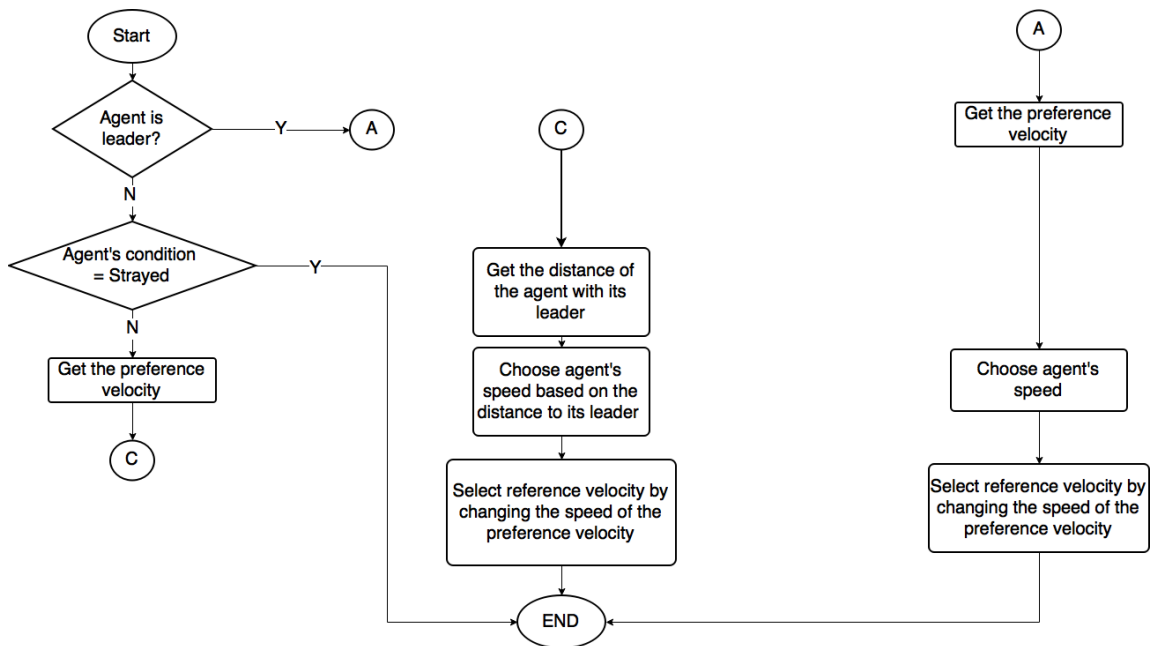 Start
Agent is
leader?
Y
A
N
Agent's condition
= Strayed
Y
N
Get the preference
velocity
C
C
Get the distance of
the agent with its
leader
Choose agent's
speed based on the
distance to its leader
Select reference velocity by
changing the speed of the
preference velocity
END
A
Get the preference
velocity
Choose agent's
speed
Select reference velocity by
changing the speed of the
preference velocity